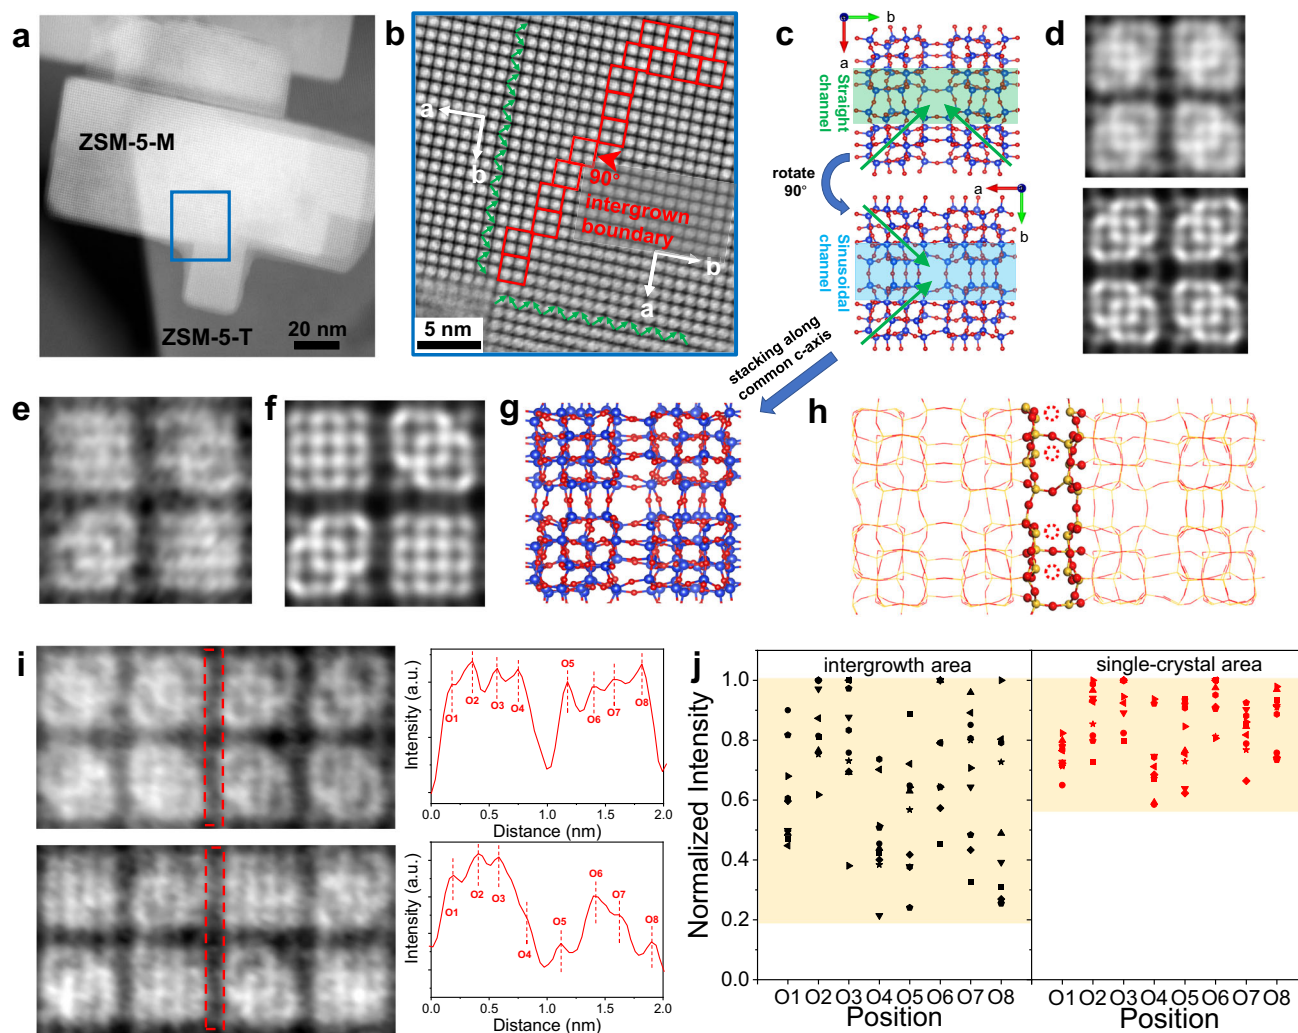 a
ZSM-5-M
ZSM-5-T
20 nm
b
a
b
90°
Intergrown
boundary
b
a
5 nm
c
b
a
Straight
channel
rotate
90°
a
b
Sinusoidal
channel
stacking along
common c-axis
d
e
f
g
h
i
Intensity (a.u.)
O1
O2
O3
O4
O5
O6
O7
O8
0.0 0.5 1.0 1.5 2.0
Distance (nm)
Intensity (a.u.)
O1
O2
O3
O4
O5
O6
O7
O8
0.0 0.5 1.0 1.5 2.0
Distance (nm)
j
intergrowth area
single-crystal area
Normalized Intensity
1.0
0.8
0.6
0.4
0.2
0.0
O1 O2 O3 O4 O5 O6 O7 O8
O1 O2 O3 O4 O5 O6 O7 O8
Position
Position